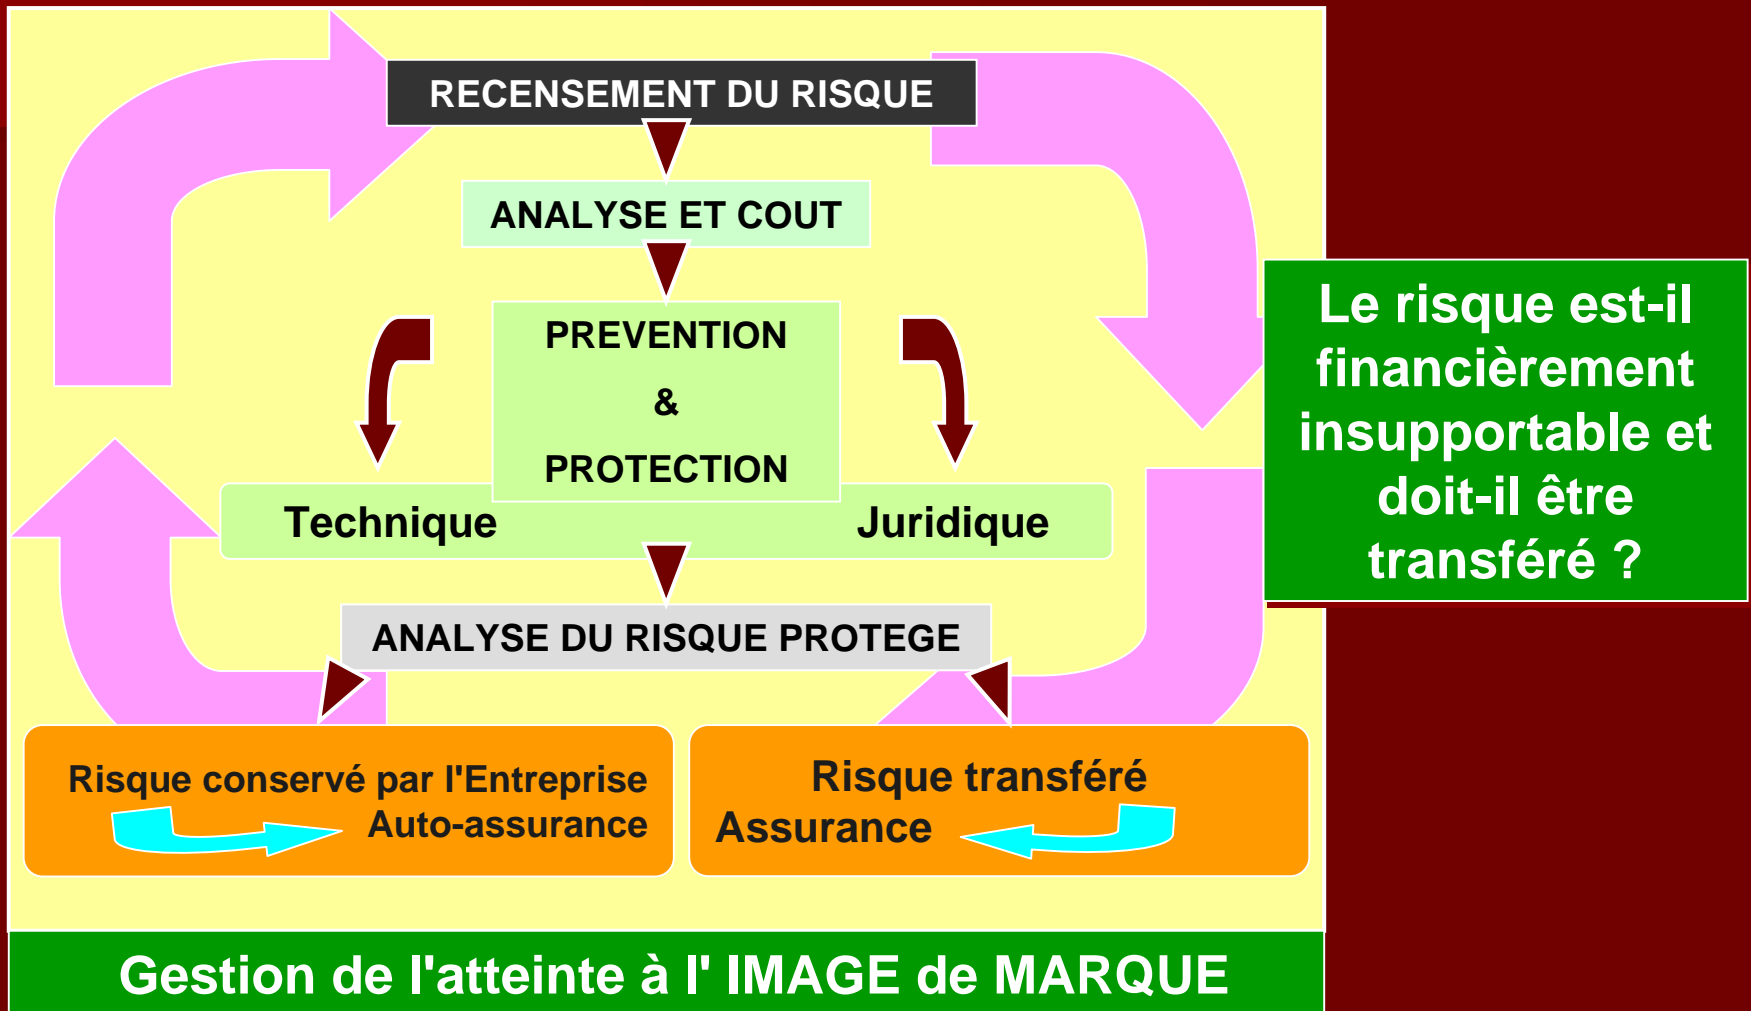 RECENSEMENT DU RISQUE
ANALYSE ET COUT
PREVENTION
&
PROTECTION
Technique
Juridique
ANALYSE DU RISQUE PROTEGE
Risque conservé par l'Entreprise
Auto-assurance
Risque transféré
Assurance
Le risque est-il
financièrement
insupportable et
doit-il être
transféré ?
Gestion de l'atteinte à l' IMAGE de MARQUE